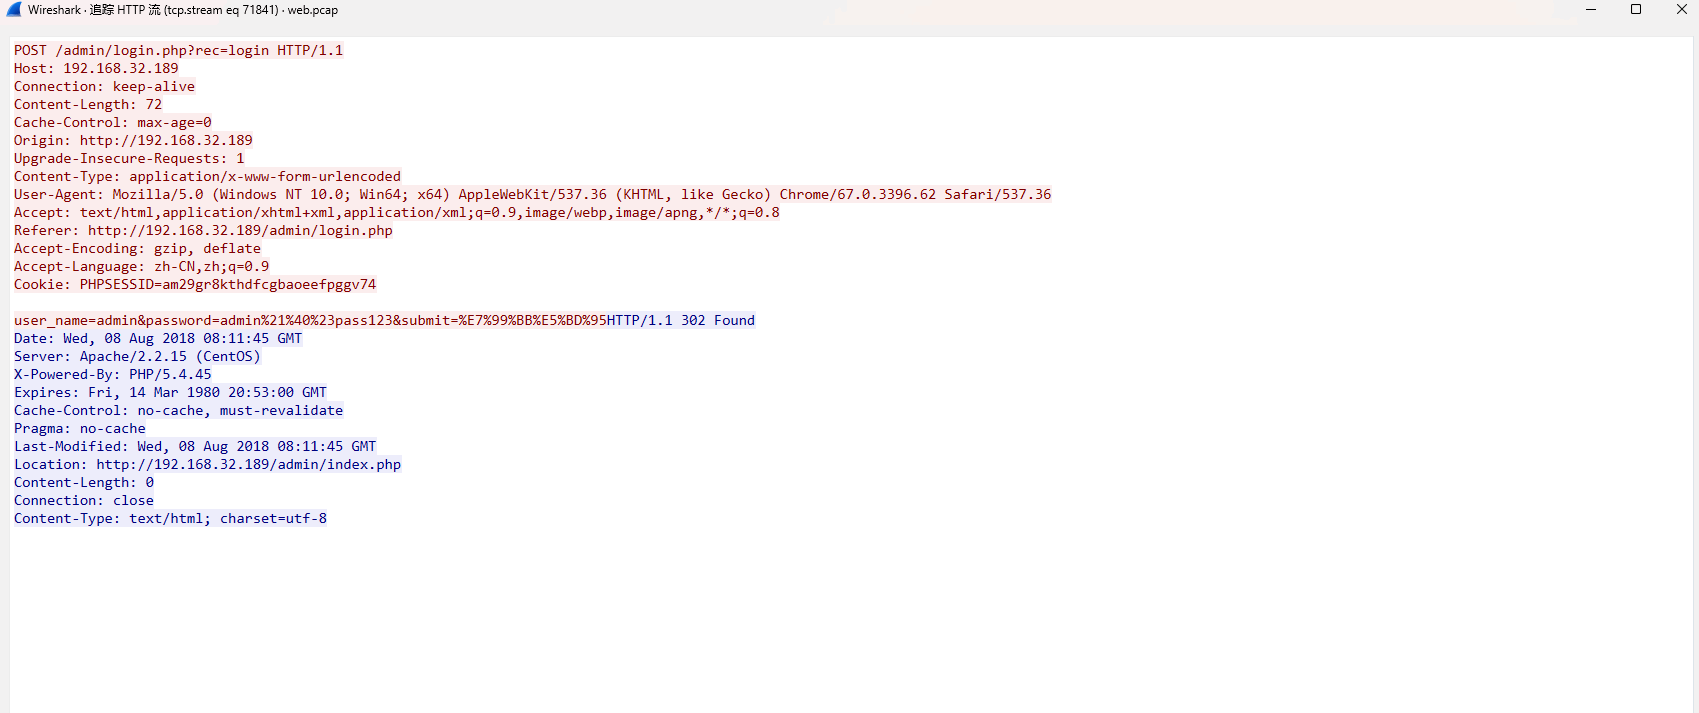 Wireshark · 追踪 HTTP 流 (tcp.stream eq 71841) · web.pcap
POST /admin/login.php?rec=login HTTP/1.1
Host: 192.168.32.189
Connection: keep-alive
Content-Length: 72
Cache-Control: max-age=0
Origin: http://192.168.32.189
Upgrade-Insecure-Requests: 1
Content-Type: application/x-www-form-urlencoded
User-Agent: Mozilla/5.0 (Windows NT 10.0; Win64; x64) AppleWebKit/537.36 (KHTML, like Gecko) Chrome/67.0.3396.62 Safari/537.36
Accept: text/html,application/xhtml+xml,application/xml;q=0.9,image/webp,image/apng,*/*;q=0.8
Referer: http://192.168.32.189/admin/login.php
Accept-Encoding: gzip, deflate
Accept-Language: zh-CN,zh;q=0.9
Cookie: PHPSESSID=am29gr8kthdfcgbaoeefpggv74
user_name=admin&password=admin%21%40%23pass123&submit=%E7%99%BB%E5%BD%95HTTP/1.1 302 Found
Date: Wed, 08 Aug 2018 08:11:45 GMT
Server: Apache/2.2.15 (CentOS)
X-Powered-By: PHP/5.4.45
Expires: Fri, 14 Mar 1980 20:53:00 GMT
Cache-Control: no-cache, must-revalidate
Pragma: no-cache
Last-Modified: Wed, 08 Aug 2018 08:11:45 GMT
Location: http://192.168.32.189/admin/index.php
Content-Length: 0
Connection: close
Content-Type: text/html; charset=utf-8